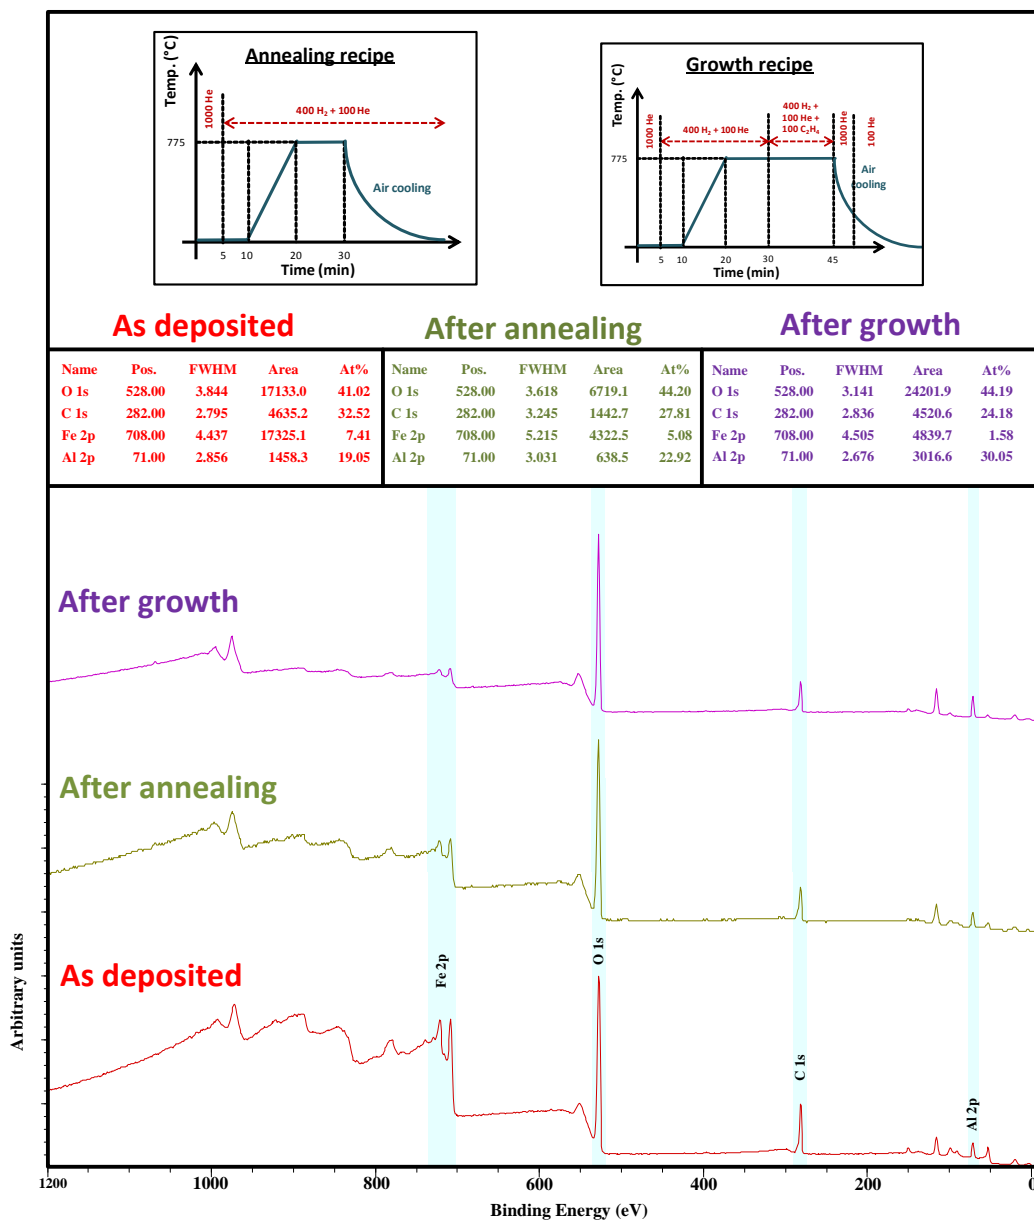 Annealing recipe
Temp. (°C)
1000 He
400 H2 + 100 He
775
Air cooling
5 10 20 30
Time (min)
Growth recipe
Temp. (°C)
1000 He
400 H2 + 100 He
400 H2 +
100 He +
100 C2H4
1000 He
100 He
775
Air
cooling
5 10 20 30 45
Time (min)
As deposited
Name Pos. FWHM Area At%
O 1s 528.00 3.844 17133.0 41.02
C 1s 282.00 2.795 4635.2 32.52
Fe 2p 708.00 4.437 17325.1 7.41
Al 2p 71.00 2.856 1458.3 19.05
After annealing
Name Pos. FWHM Area At%
O 1s 528.00 3.618 6719.1 44.20
C 1s 282.00 3.245 1442.7 27.81
Fe 2p 708.00 5.215 4322.5 5.08
Al 2p 71.00 3.031 638.5 22.92
After growth
Name Pos. FWHM Area At%
O 1s 528.00 3.141 24201.9 44.19
C 1s 282.00 2.836 4520.6 24.18
Fe 2p 708.00 4.505 4839.7 1.58
Al 2p 71.00 2.676 3016.6 30.05
After growth
After annealing
As deposited
Fe 2p
O 1s
C 1s
Al 2p
Arbitrary units
1200 1000 800 600 400 200 0
Binding Energy (eV)